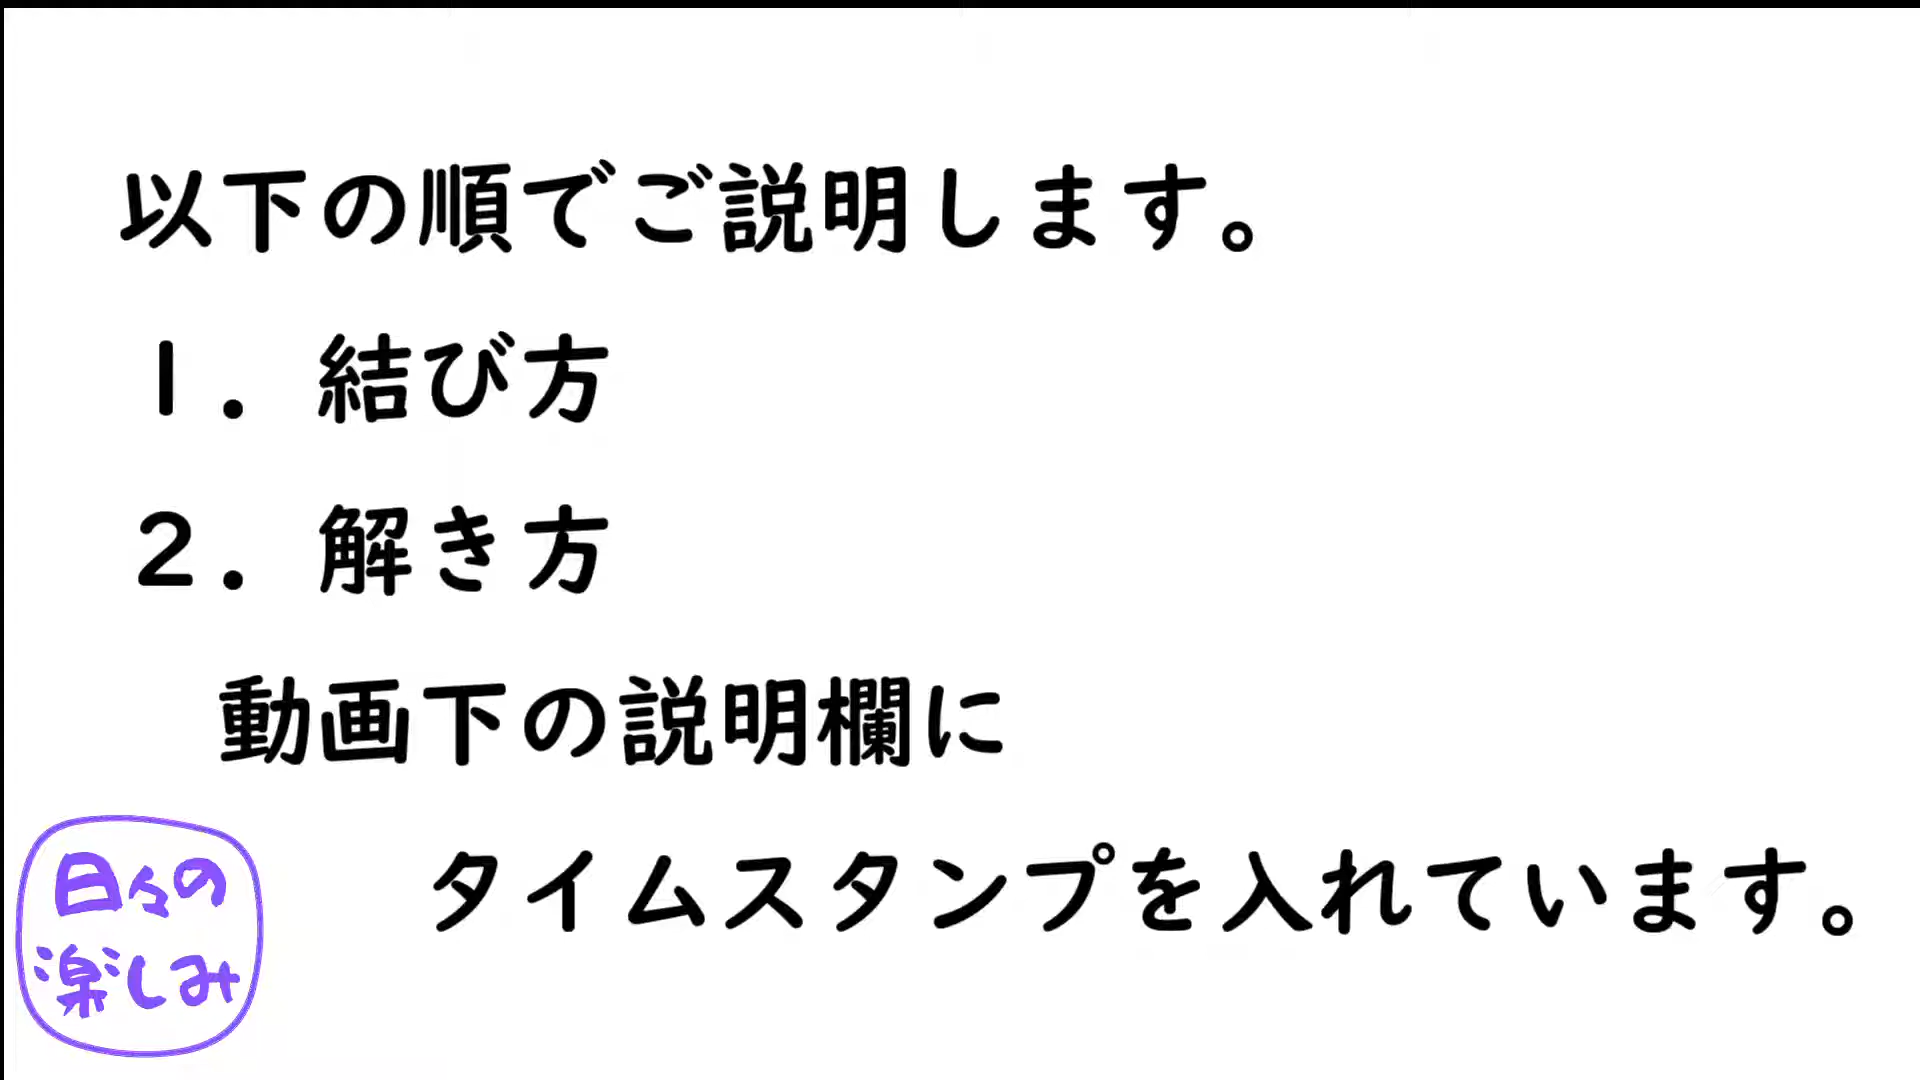 以下の順でご説明します。
１．結び方
２．解き方
動画下の説明欄に
タイムスタンプを入れています。
日々の
楽しみ